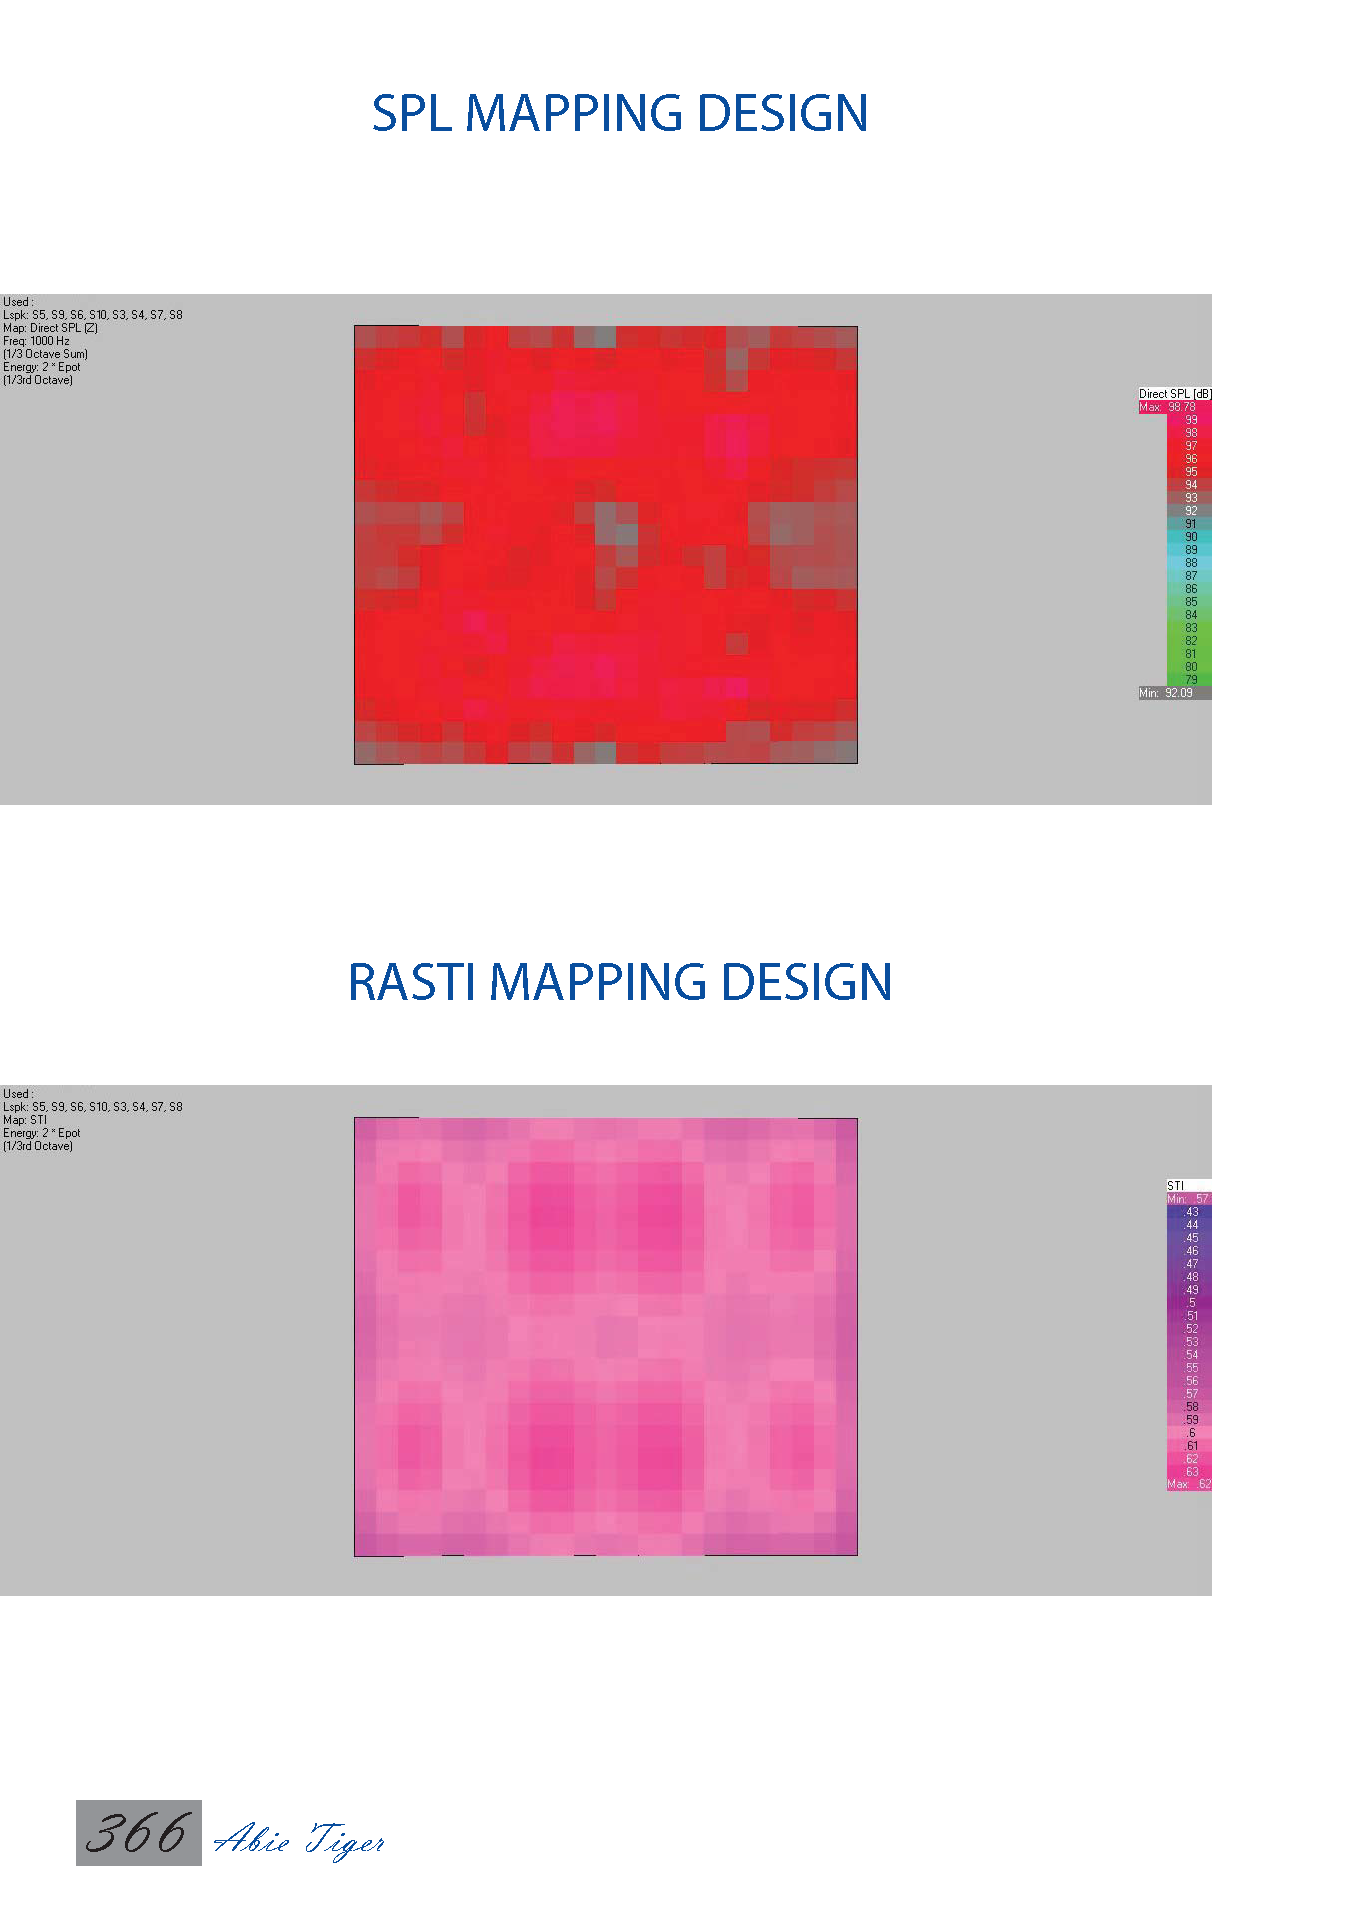 SPL MAPPING DESIGN
Used :
Lspk: S5, S9, S6, S10, S3, S4, S7, S8
Map: Direct SPL (Z)
Freq: 1000 Hz
(1/3 Octave Sum)
Energy: 2 * Epot
(1/3rd Octave)
Direct SPL [dB]
Max: 98.78
99
98
97
96
95
94
93
92
91
90
89
88
87
86
85
84
83
82
81
80
79
Min: 92.09
RASTI MAPPING DESIGN
Used :
Lspk: S5, S9, S6, S10, S3, S4, S7, S8
Map: STI
Energy: 2 * Epot
(1/3rd Octave)
STI
Min: .57
.43
.44
.45
.46
.47
.48
.49
.5
.51
.52
.53
.54
.55
.56
.57
.58
.59
.6
.61
.62
.63
Max: .62
366 Abie Tiger